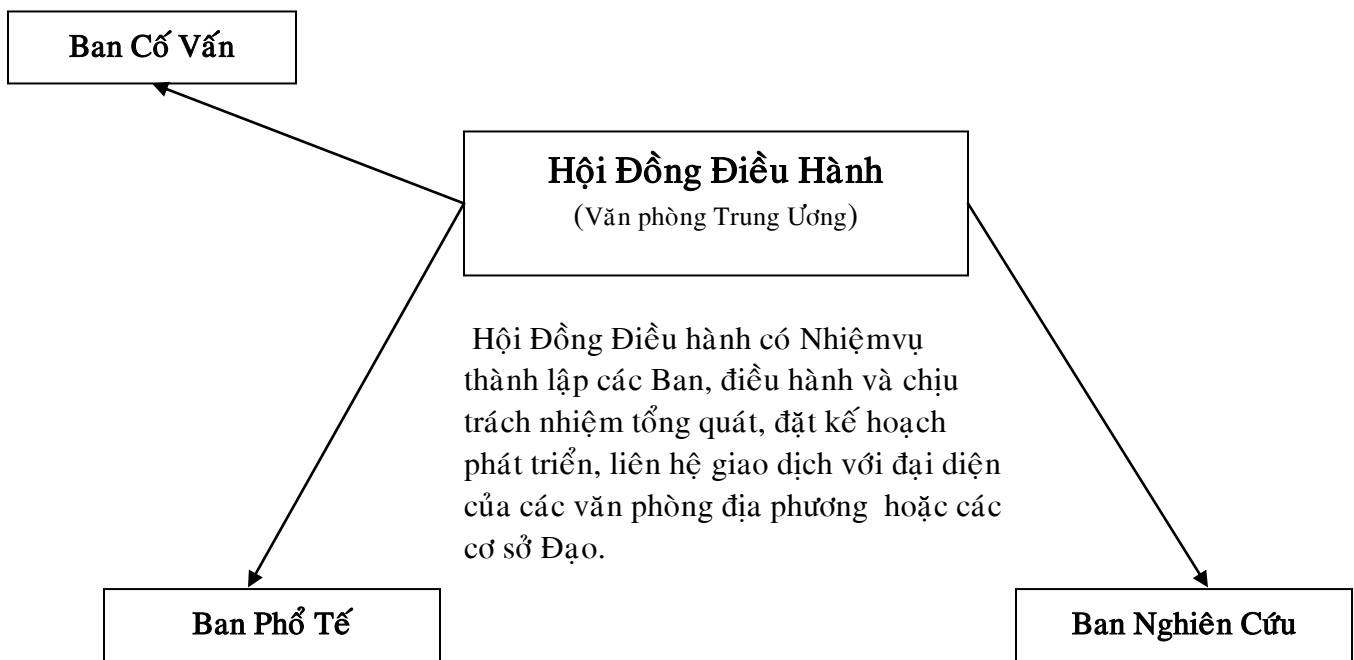 Ban Cố Vấn
Hội Đồng Điều Hành
(Văn phòng Trung Ương)
Hội Đồng Điều hành có Nhiệmvụ
thành lập các Ban, điều hành và chịu
trách nhiệm tổng quát, đặt kế hoạch
phát triển, liên hệ giao dịch với đại diện
của các văn phòng địa phương hoặc các
cơ sở Đạo.
Ban Phổ Tế
Ban Nghiên Cứu